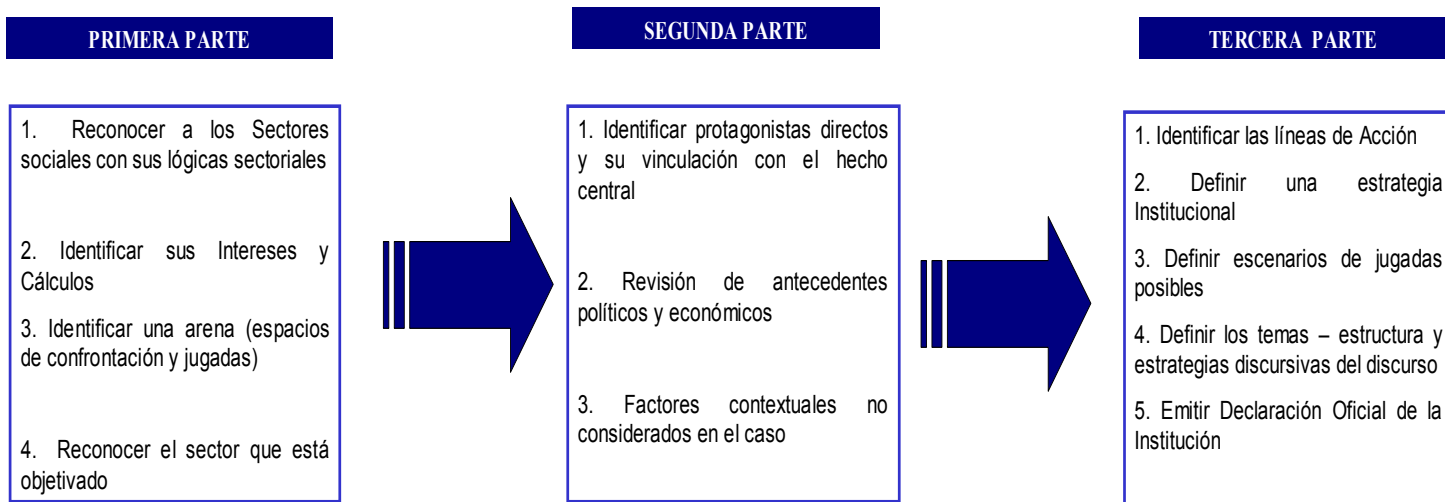 PRIMERA PARTE
1. Reconocer a los Sectores
sociales con sus lógicas sectoriales
2. Identificar sus Intereses y
Cálculos
3. Identificar una arena (espacios
de confrontación y jugadas)
4. Reconocer el sector que está
objetivado
SEGUNDA PARTE
1. Identificar protagonistas directos
y su vinculación con el hecho
central
2. Revisión de antecedentes
políticos y económicos
3. Factores contextuales no
considerados en el caso
TERCERA PARTE
1. Identificar las líneas de Acción
2. Definir una estrategia
Institucional
3. Definir escenarios de jugadas
posibles
4. Definir los temas – estructura y
estrategias discursivas del discurso
5. Emitir Declaración Oficial de la
Institución